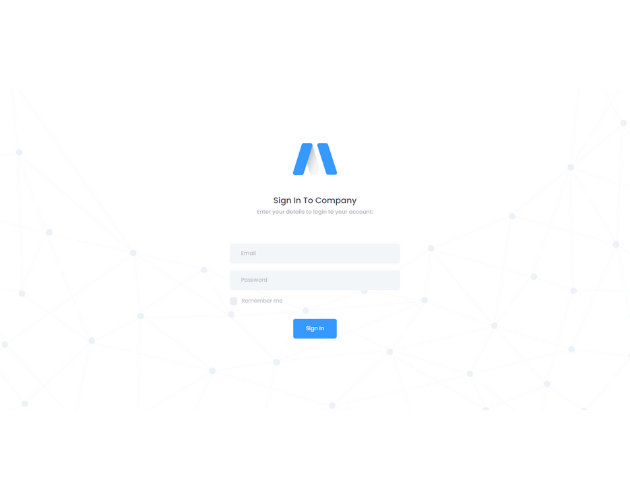 Sign In To Company
Enter your details to login to your account:
Email
Password
Remember me
Sign In